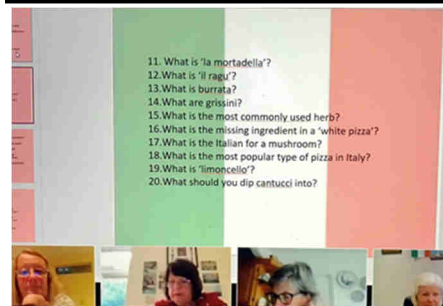 11. What is 'la mortadella'?
12.What is 'il ragu'?
13.What is burrata?
14.What are grissini?
15.What is the most commonly used herb?
16.What is the missing ingredient in a 'white pizza'?
17.What is the Italian for a mushroom?
18.What is the most popular type of pizza in Italy?
19.What is 'limoncello'?
20.What should you dip cantucci into?